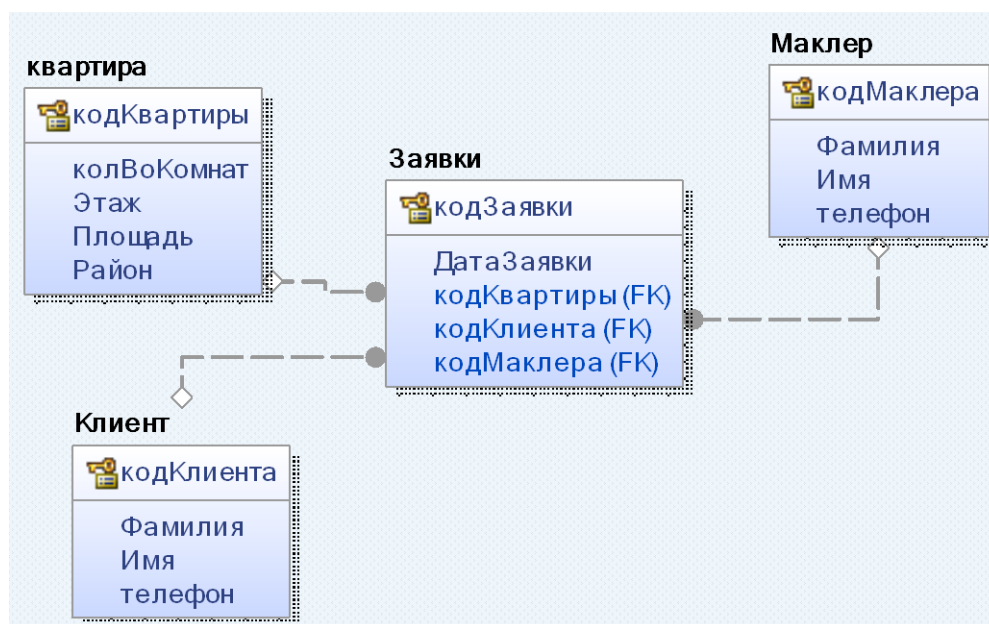 квартира
кодКвартиры
колВоКомнат
Этаж
Площадь
Район
Заявки
кодЗаявки
ДатаЗаявки
кодКвартиры (FK)
кодКлиента (FK)
кодМаклера (FK)
Маклер
кодМаклера
Фамилия
Имя
телефон
Клиент
кодКлиента
Фамилия
Имя
телефон